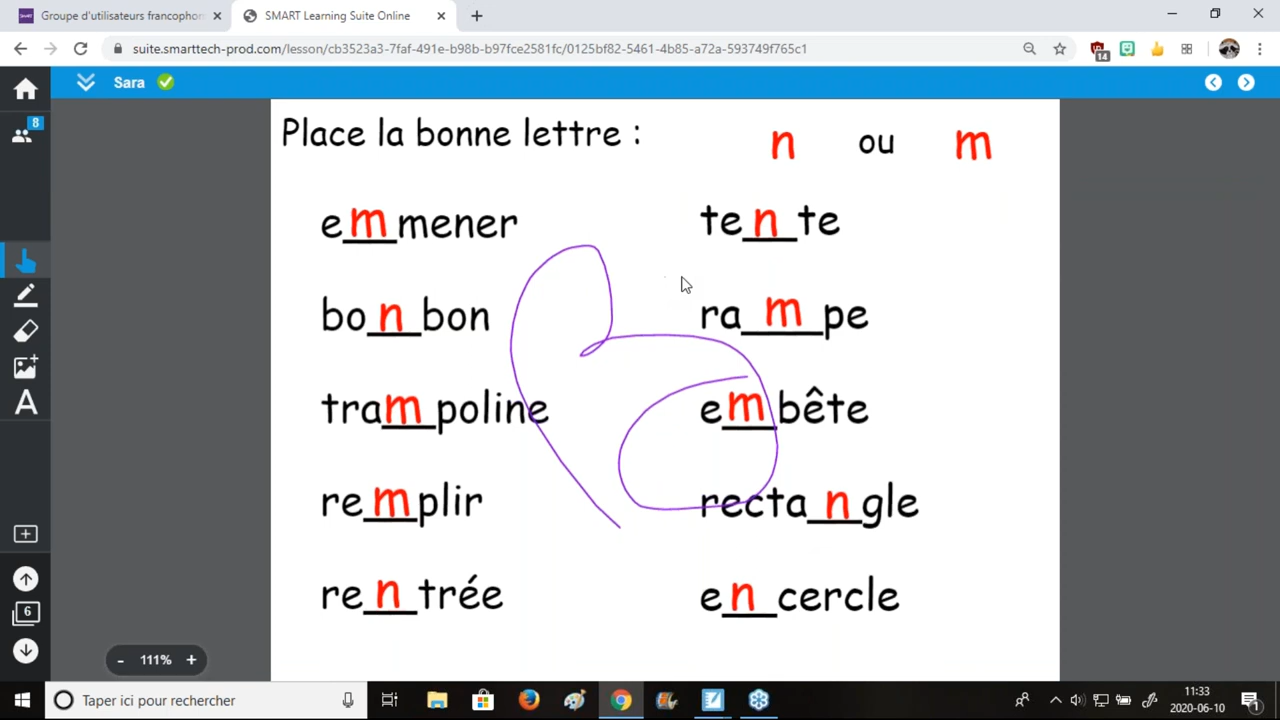 Groupe d'utilisateurs francophon
SMART Learning Suite Online
suite.smarttech-prod.com/lesson/cb3523a3-7faf-491e-b98b-b97fce2581fc/0125bf82-5461-4b85-a72a-593749f765c1
14
Sara
8
Place la bonne lettre : n ou m
emmener
bonbon
trampoline
remplir
rentrée
tente
rampe
embête
rectangle
encercle
A
6
- 111% +
Taper ici pour rechercher
11:33
2020-06-10
1